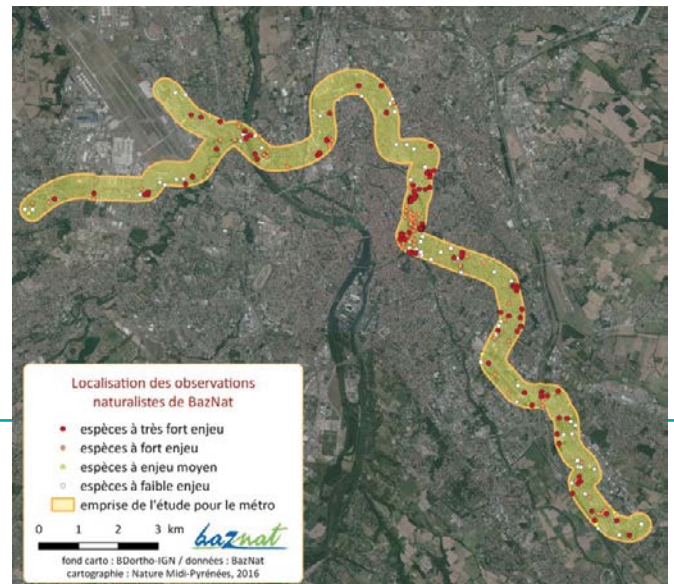 Localisation des observations
naturalistes de BazNat
espèces à très fort enjeu
espèces à fort enjeu
espèces à enjeu moyen
espèces à faible enjeu
emprise de l'étude pour le métro
0 1 2 3 km
baznat
fond carto : BDortho-IGN / données : BazNat
cartographie : Nature Midi-Pyrénées, 2016